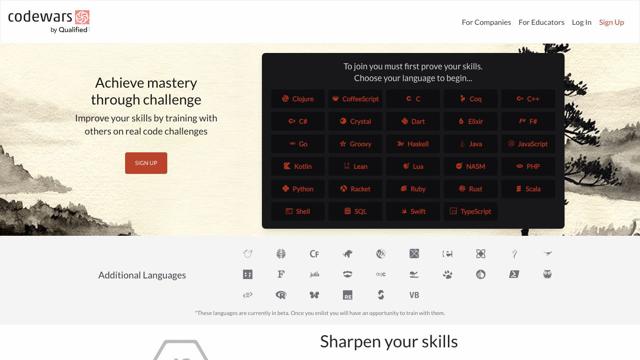 codewars
by Qualified
For Companies For Educators Log In Sign Up
Achieve mastery
through challenge
Improve your skills by training with
others on real code challenges
SIGN UP
To join you must first prove your skills.
Choose your language to begin...
Clojure CoffeeScript C Coq C++
C# Crystal Dart Elixir F#
Go Groovy Haskell Java JavaScript
Kotlin Lean Lua NASM PHP
Python Racket Ruby Rust Scala
Shell SQL Swift TypeScript
Additional Languages
CF
F julia
R VB
*These languages are currently in beta. Once you enlist you will have an opportunity to train with them.
Sharpen your skills